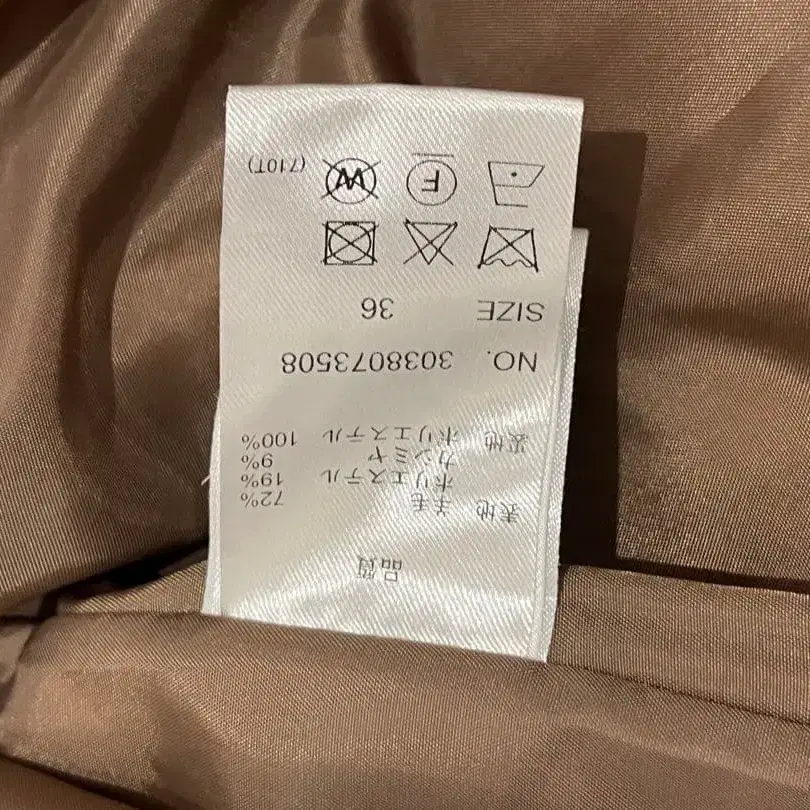 品質
表地 羊毛 72%
ポリエステル 19%
カシミヤ 9%
裏地 ポリエステル 100%
NO. 3038073508
SIZE 36
F W (710T)